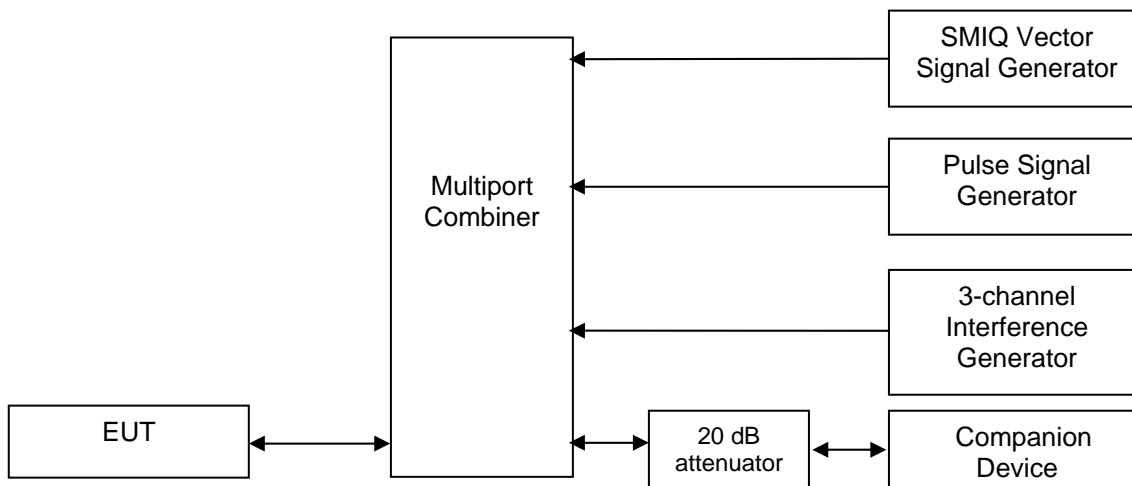 SMIQ Vector
Signal Generator
Pulse Signal
Generator
Multiport
Combiner
3-channel
Interference
Generator
EUT
20 dB
attenuator
Companion
Device